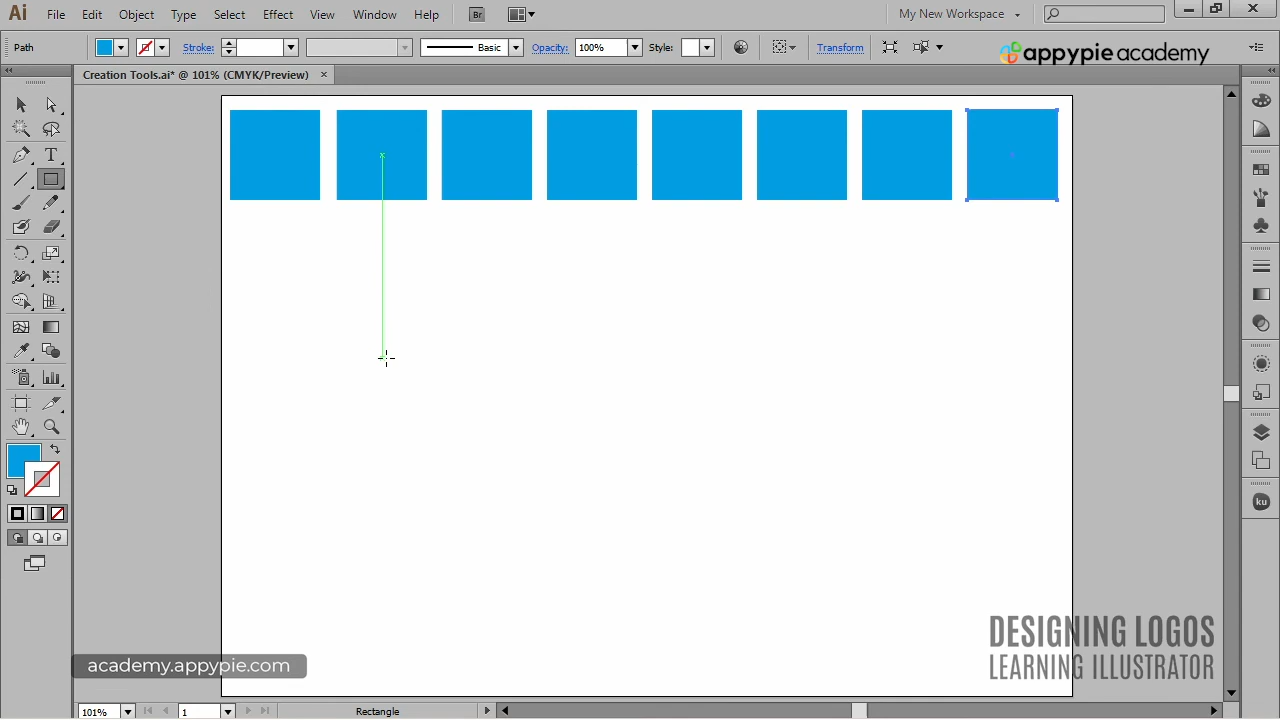 Ai File Edit Object Type Select Effect View Window Help Br My New Workspace
Path Stroke: Basic Opacity: 100% Style: Transform appypie academy
Creation Tools.ai* @ 101% (CMYK/Preview) ×
T
ku
DESIGNING LOGOS
LEARNING ILLUSTRATOR
academy.appypie.com
101% 1 Rectangle